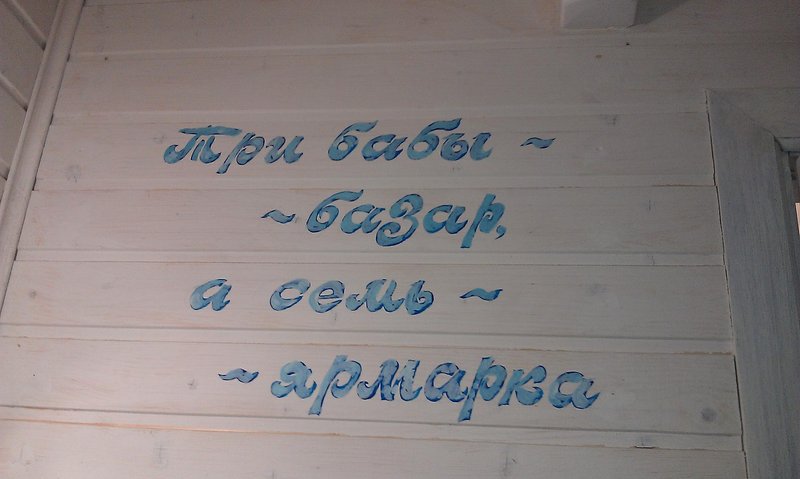 Три бабы ~
~ базар,
а семь ~
~ ярмарка